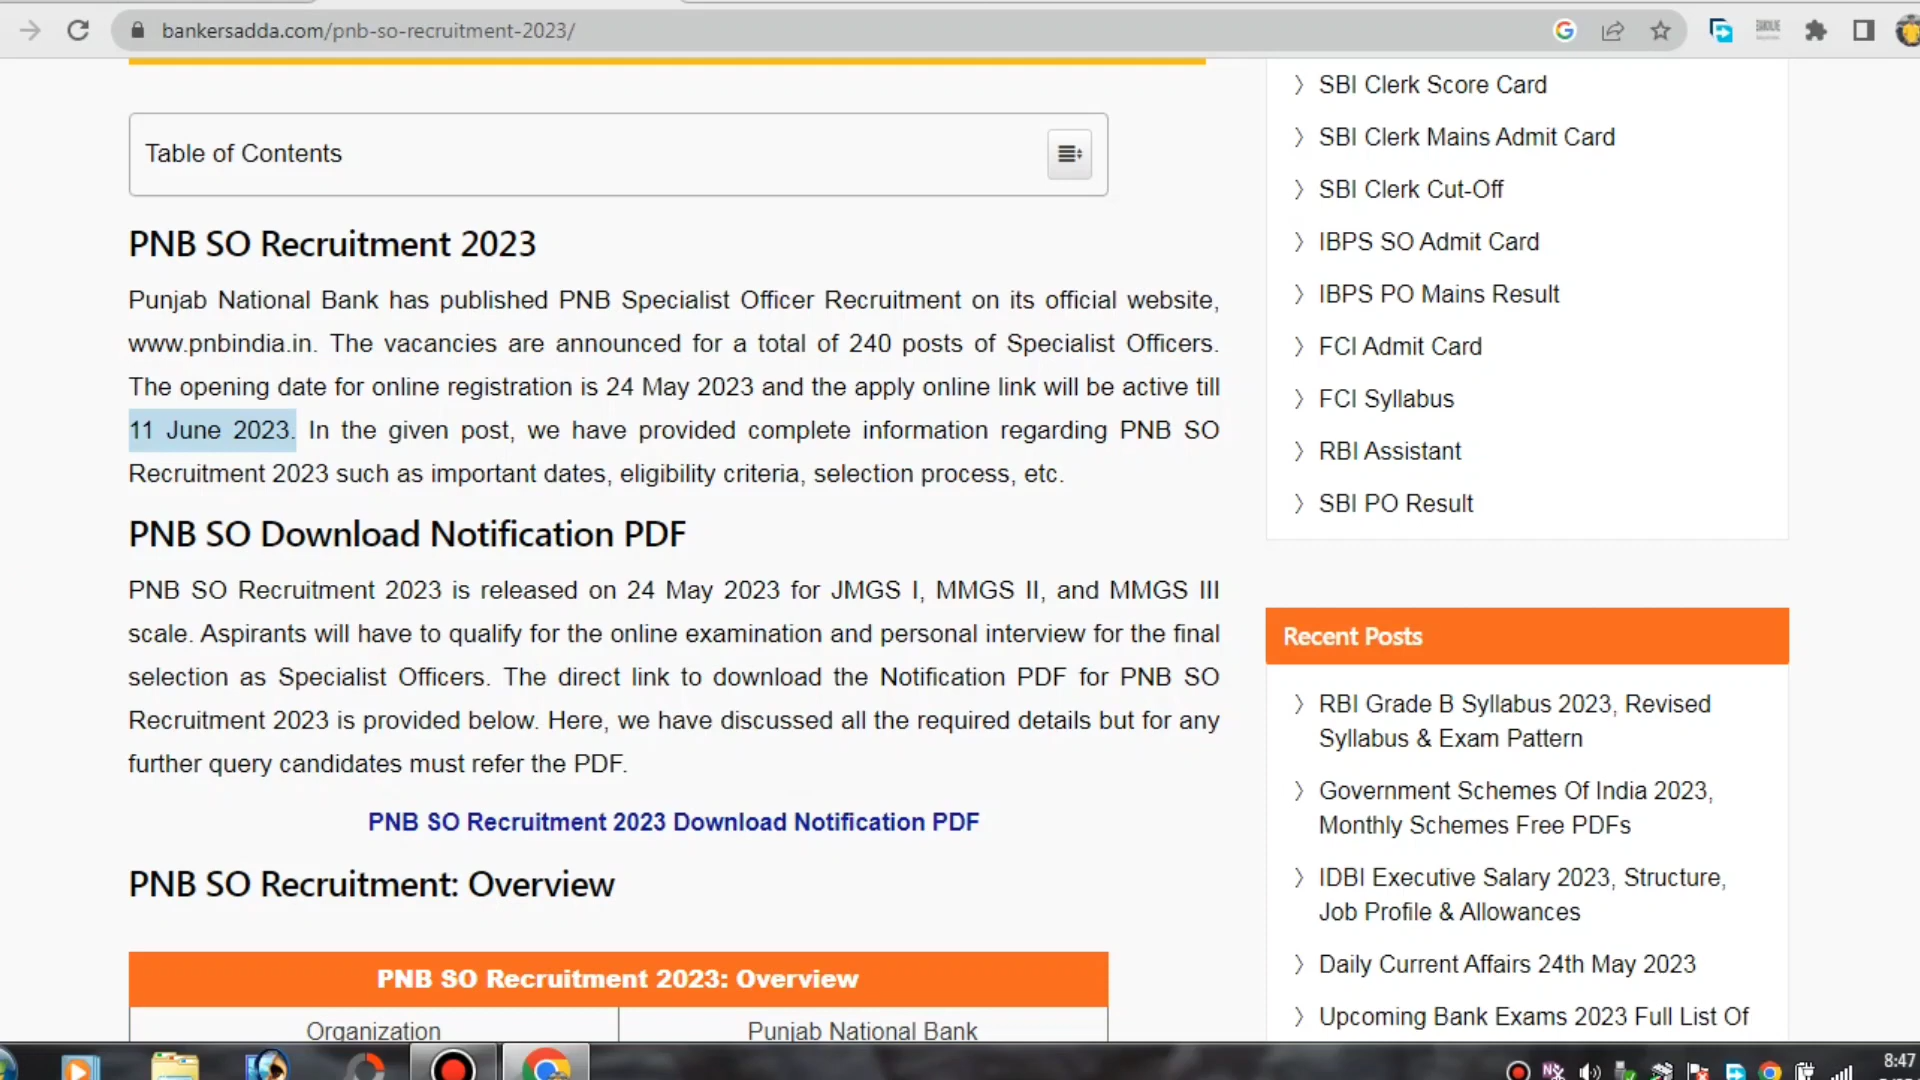 bankersadda.com/pnb-so-recruitment-2023/
Table of Contents
PNB SO Recruitment 2023
Punjab National Bank has published PNB Specialist Officer Recruitment on its official website,
www.pnbindia.in. The vacancies are announced for a total of 240 posts of Specialist Officers.
The opening date for online registration is 24 May 2023 and the apply online link will be active till
11 June 2023. In the given post, we have provided complete information regarding PNB SO
Recruitment 2023 such as important dates, eligibility criteria, selection process, etc.
PNB SO Download Notification PDF
PNB SO Recruitment 2023 is released on 24 May 2023 for JMGS I, MMGS II, and MMGS III
scale. Aspirants will have to qualify for the online examination and personal interview for the final
selection as Specialist Officers. The direct link to download the Notification PDF for PNB SO
Recruitment 2023 is provided below. Here, we have discussed all the required details but for any
further query candidates must refer the PDF.
PNB SO Recruitment 2023 Download Notification PDF
PNB SO Recruitment: Overview
PNB SO Recruitment 2023: Overview
Organization
Punjab National Bank
SBI Clerk Score Card
SBI Clerk Mains Admit Card
SBI Clerk Cut-Off
IBPS SO Admit Card
IBPS PO Mains Result
FCI Admit Card
FCI Syllabus
RBI Assistant
SBI PO Result
Recent Posts
RBI Grade B Syllabus 2023, Revised
Syllabus & Exam Pattern
Government Schemes Of India 2023,
Monthly Schemes Free PDFs
IDBI Executive Salary 2023, Structure,
Job Profile & Allowances
Daily Current Affairs 24th May 2023
Upcoming Bank Exams 2023 Full List Of
8:47